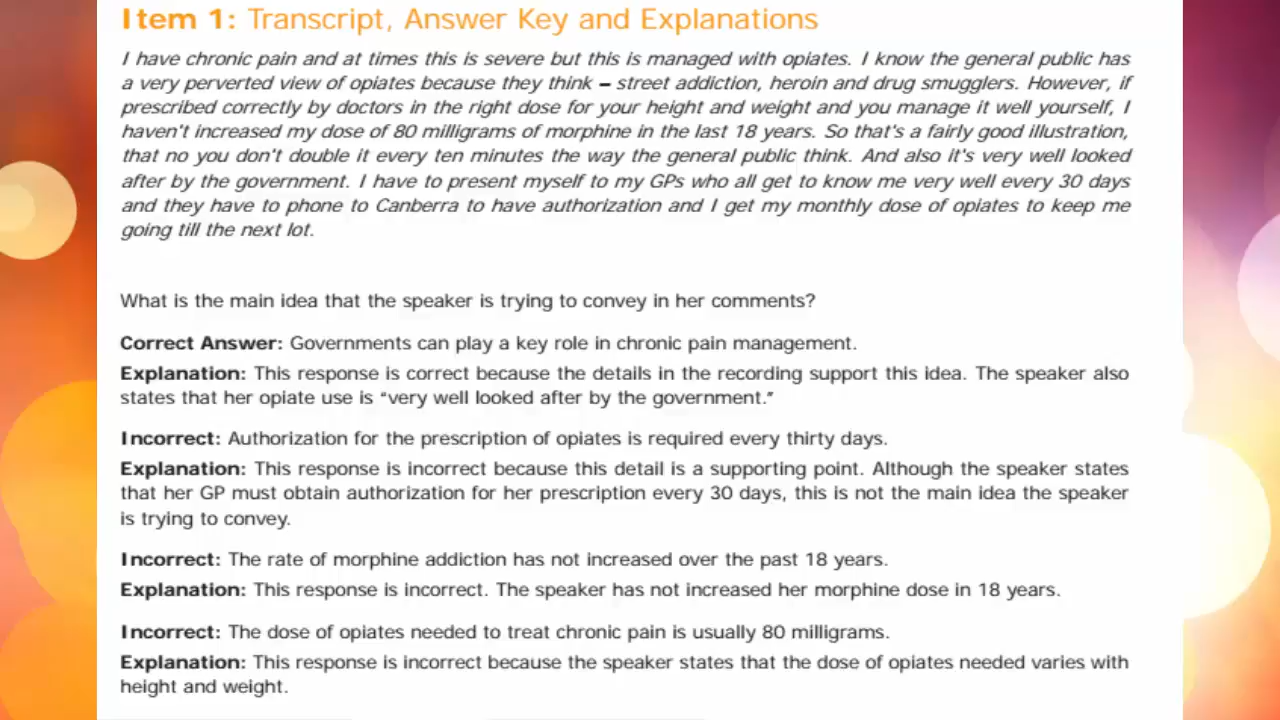 Item 1: Transcript, Answer Key and Explanations
I have chronic pain and at times this is severe but this is managed with opiates. I know the general public has
a very perverted view of opiates because they think – street addiction, heroin and drug smugglers. However, if
prescribed correctly by doctors in the right dose for your height and weight and you manage it well yourself, I
haven't increased my dose of 80 milligrams of morphine in the last 18 years. So that's a fairly good illustration,
that no you don't double it every ten minutes the way the general public think. And also it's very well looked
after by the government. I have to present myself to my GPs who all get to know me very well every 30 days
and they have to phone to Canberra to have authorization and I get my monthly dose of opiates to keep me
going till the next lot.
What is the main idea that the speaker is trying to convey in her comments?
Correct Answer: Governments can play a key role in chronic pain management.
Explanation: This response is correct because the details in the recording support this idea. The speaker also
states that her opiate use is “very well looked after by the government.”
Incorrect: Authorization for the prescription of opiates is required every thirty days.
Explanation: This response is incorrect because this detail is a supporting point. Although the speaker states
that her GP must obtain authorization for her prescription every 30 days, this is not the main idea the speaker
is trying to convey.
Incorrect: The rate of morphine addiction has not increased over the past 18 years.
Explanation: This response is incorrect. The speaker has not increased her morphine dose in 18 years.
Incorrect: The dose of opiates needed to treat chronic pain is usually 80 milligrams.
Explanation: This response is incorrect because the speaker states that the dose of opiates needed varies with
height and weight.